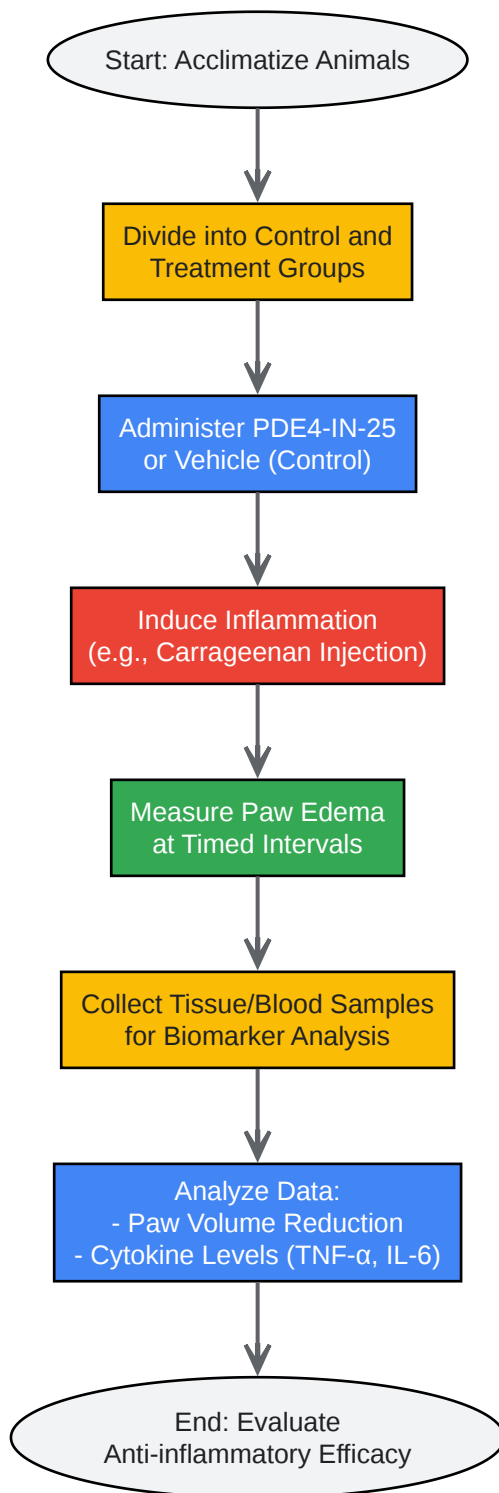 Start: Acclimatize Animals
Divide into Control and
Treatment Groups
Administer PDE4-IN-25
or Vehicle (Control)
Induce Inflammation
(e.g., Carrageenan Injection)
Measure Paw Edema
at Timed Intervals
Collect Tissue/Blood Samples
for Biomarker Analysis
Analyze Data:
- Paw Volume Reduction
- Cytokine Levels (TNF-α, IL-6)
End: Evaluate
Anti-inflammatory Efficacy